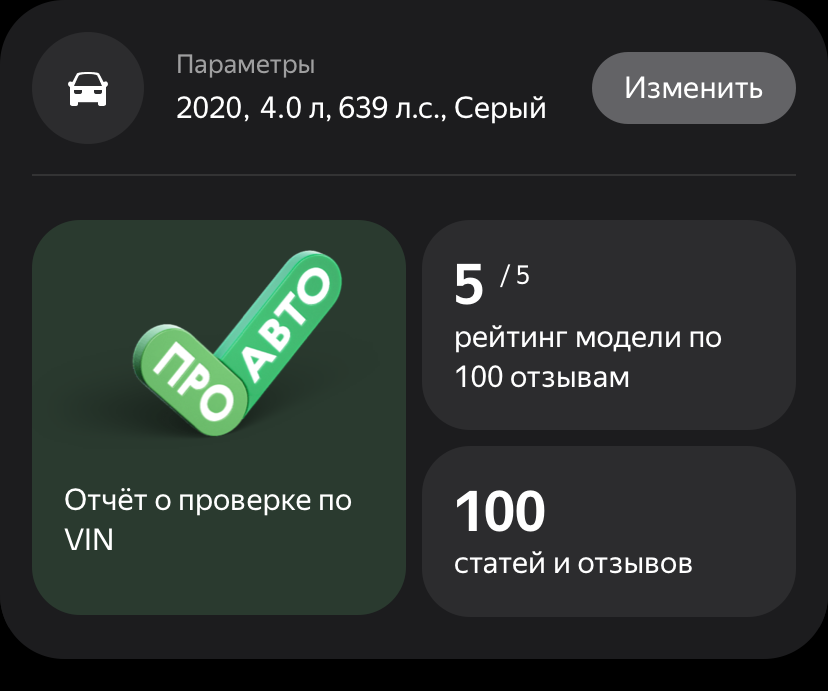 Параметры
2020, 4.0 л, 639 л.с., Серый
Изменить
ПРО
АВТО
Отчёт о проверке по
VIN
5 / 5
рейтинг модели по
100 отзывам
100
статей и отзывов